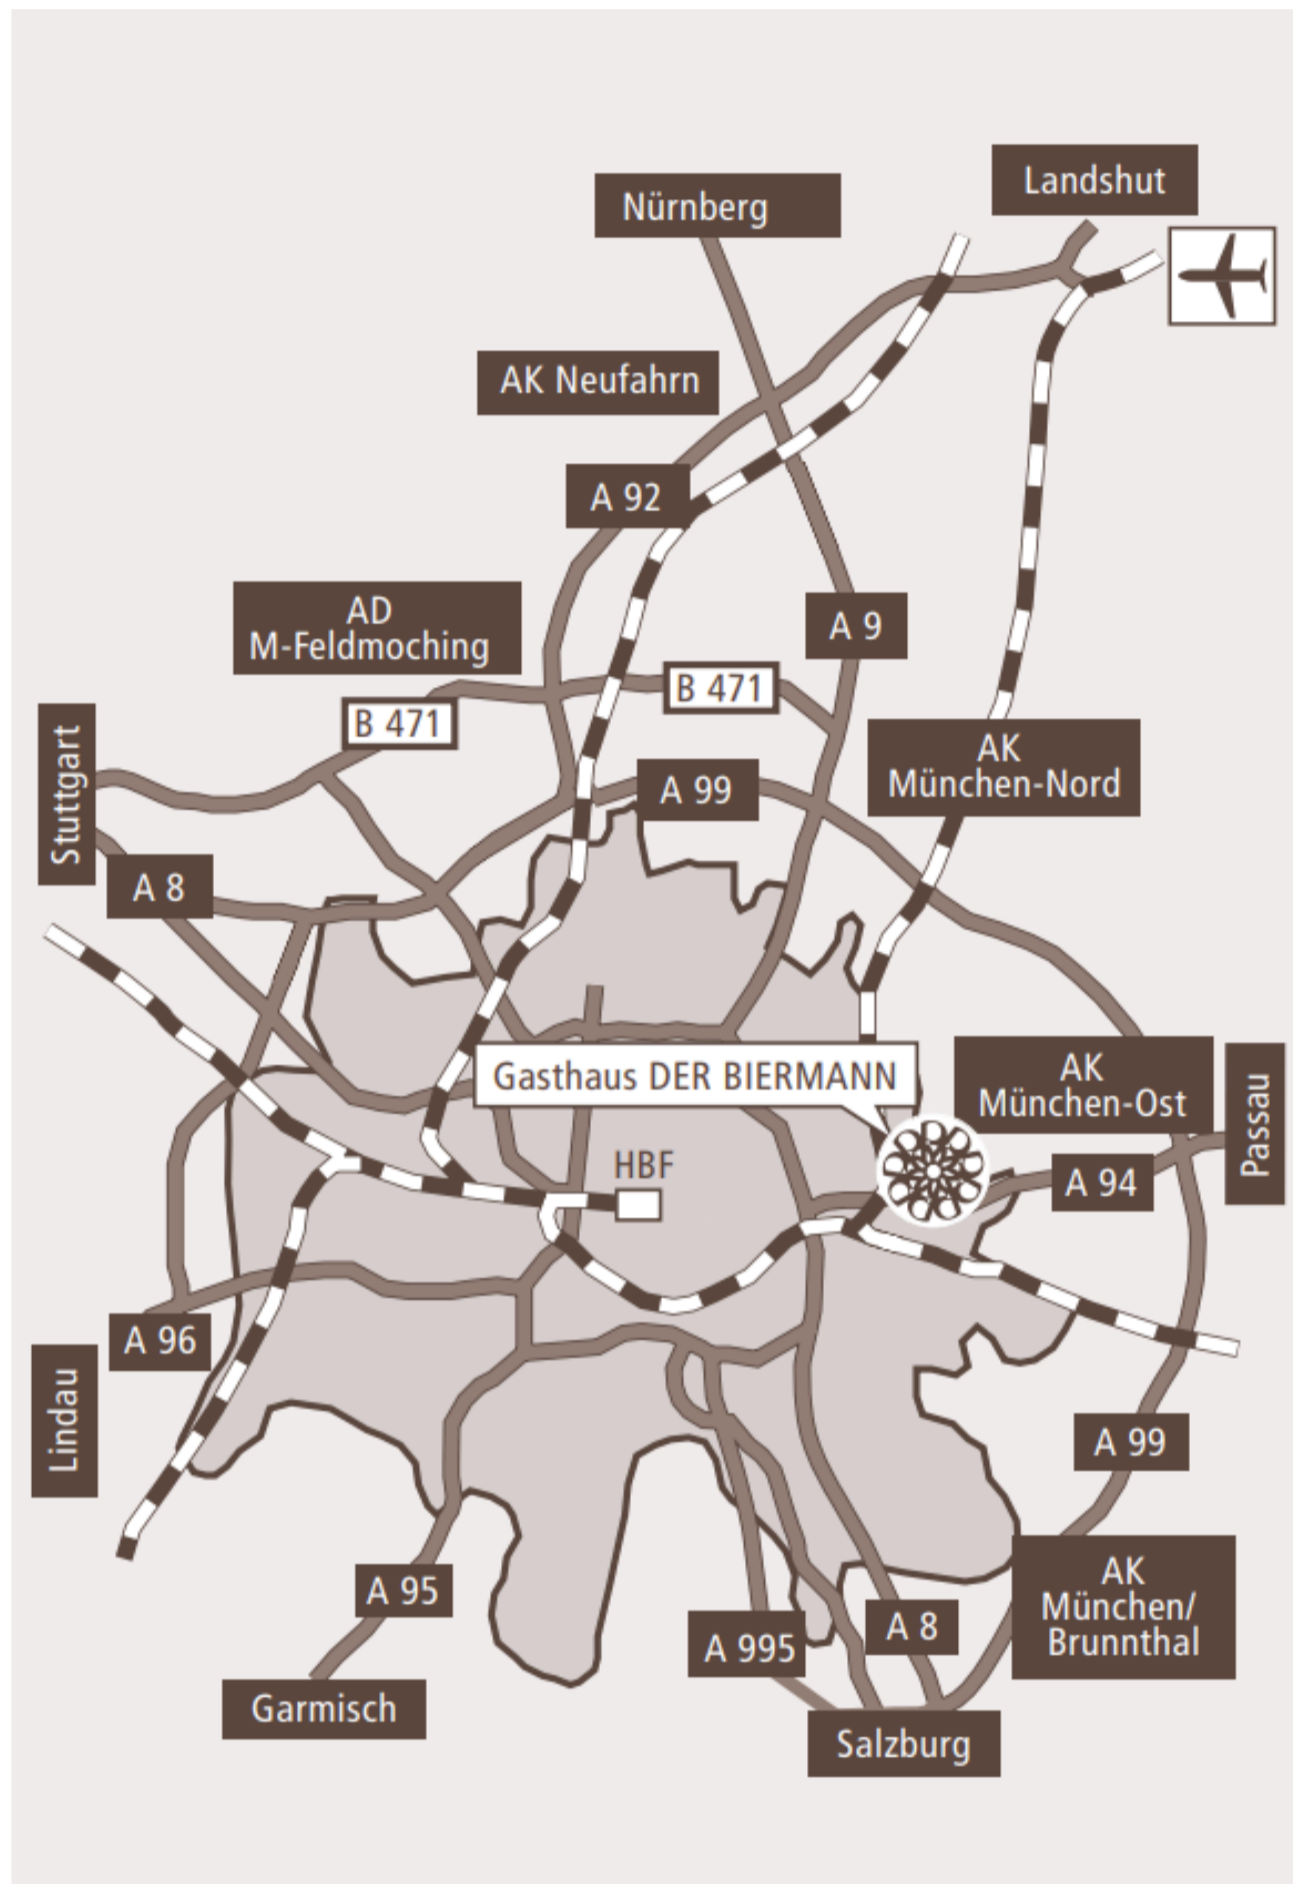 Landshut
Nürnberg
AK Neufahrn
A 92
AD
M-Feldmoching
A 9
B 471
B 471
Stuttgart
AK
München-Nord
A 99
A 8
Gasthaus DER BIERMANN
AK
München-Ost
Passau
HBF
A 94
A 96
Lindau
A 99
AK
München/
Brunnthal
A 95
A 995
A 8
Garmisch
Salzburg